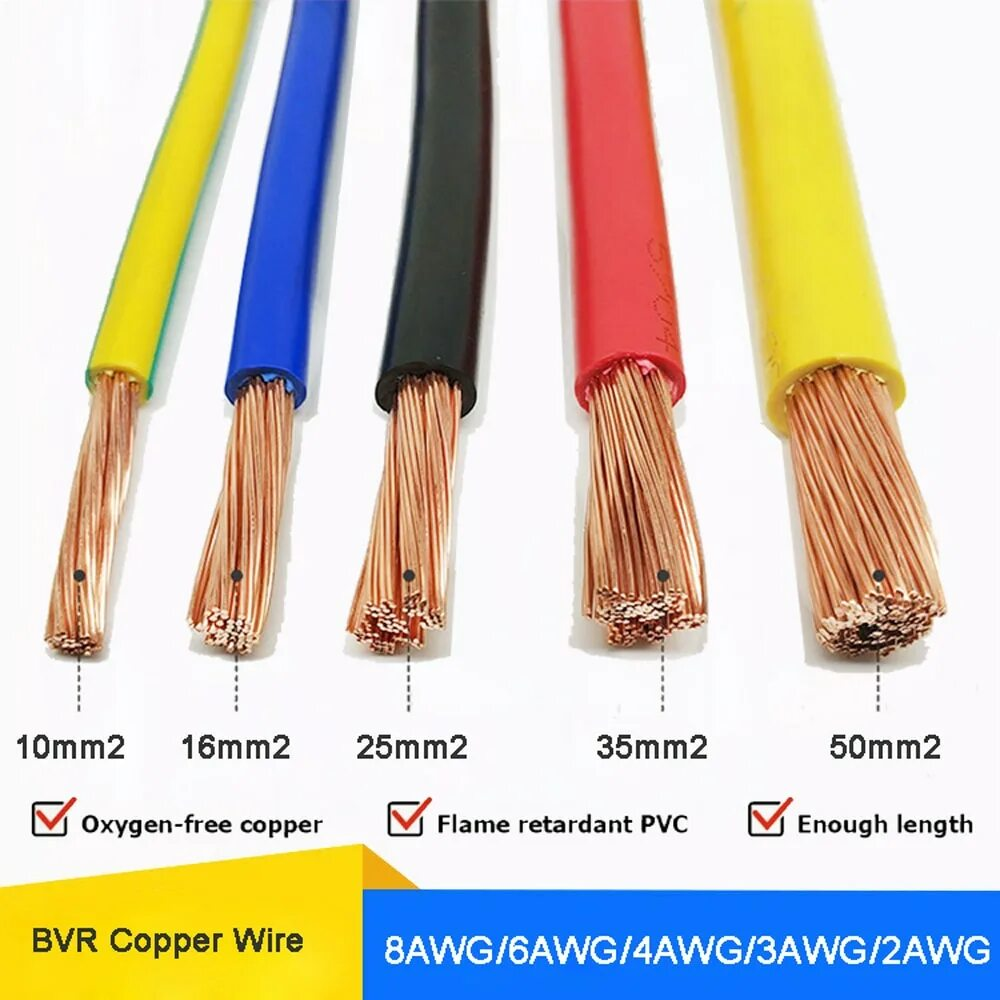 10mm2 16mm2 25mm2 35mm2 50mm2
Oxygen-free copper Flame retardant PVC Enough length
BVR Copper Wire
8AWG/6AWG/4AWG/3AWG/2AWG